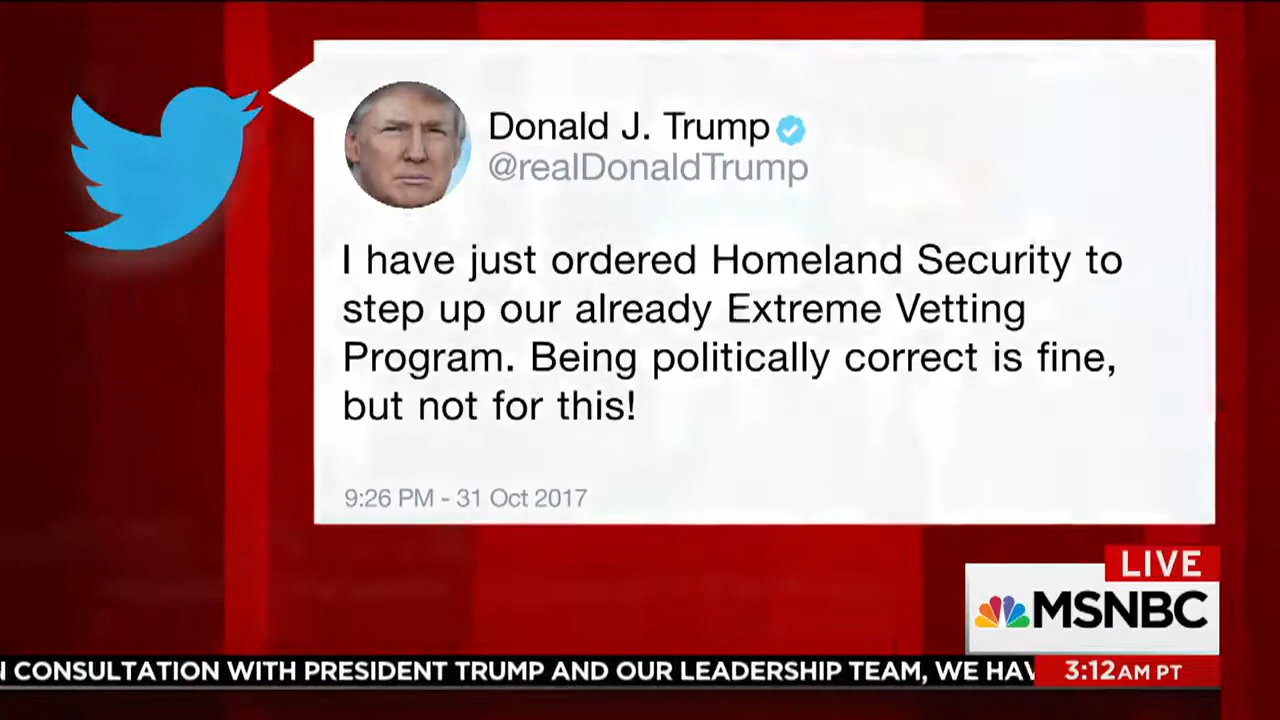 Donald J. Trump
@realDonaldTrump
I have just ordered Homeland Security to
step up our already Extreme Vetting
Program. Being politically correct is fine,
but not for this!
9:26 PM - 31 Oct 2017
LIVE
MSNBC
CONSULTATION WITH PRESIDENT TRUMP AND OUR LEADERSHIP TEAM, WE
3:12AM PT